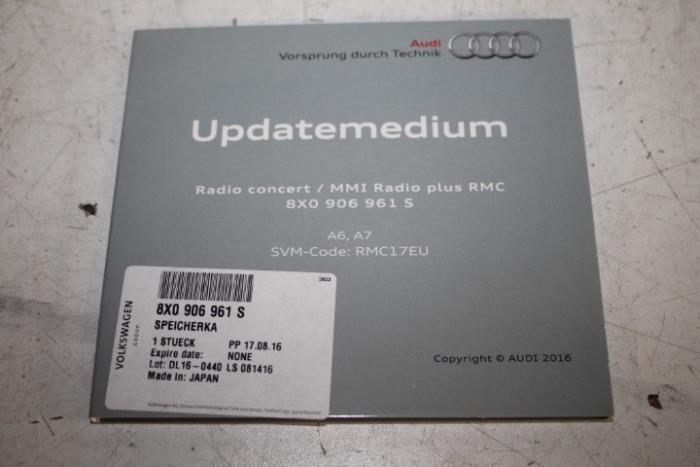 Audi
Vorsprung durch Technik
Updatemedium
Radio concert / MMI Radio plus RMC
8X0 906 961 S
A6, A7
SVM-Code: RMC17EU
8X0 906 961 S
SPEICHERKA
1 STUECK PP 17.08.16
Expire date: NONE
Lot: DL16-0440 LS 081416
Made in: JAPAN
VOLKSWAGEN
GROUP
Copyright © AUDI 2016